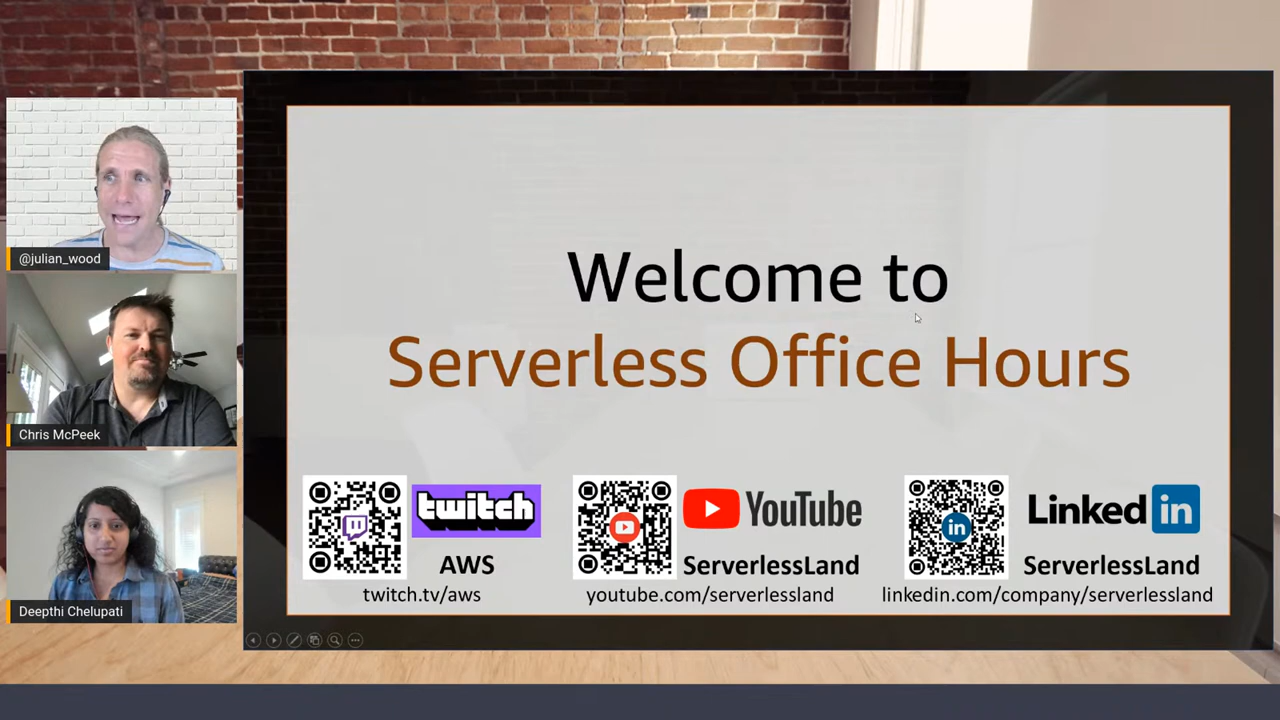 @julian_wood
Chris McPeek
Deepthi Chelupati
Welcome to
Serverless Office Hours
twitch
AWS
twitch.tv/aws
YouTube
ServerlessLand
youtube.com/serverlessland
Linked in
ServerlessLand
linkedin.com/company/serverlessland